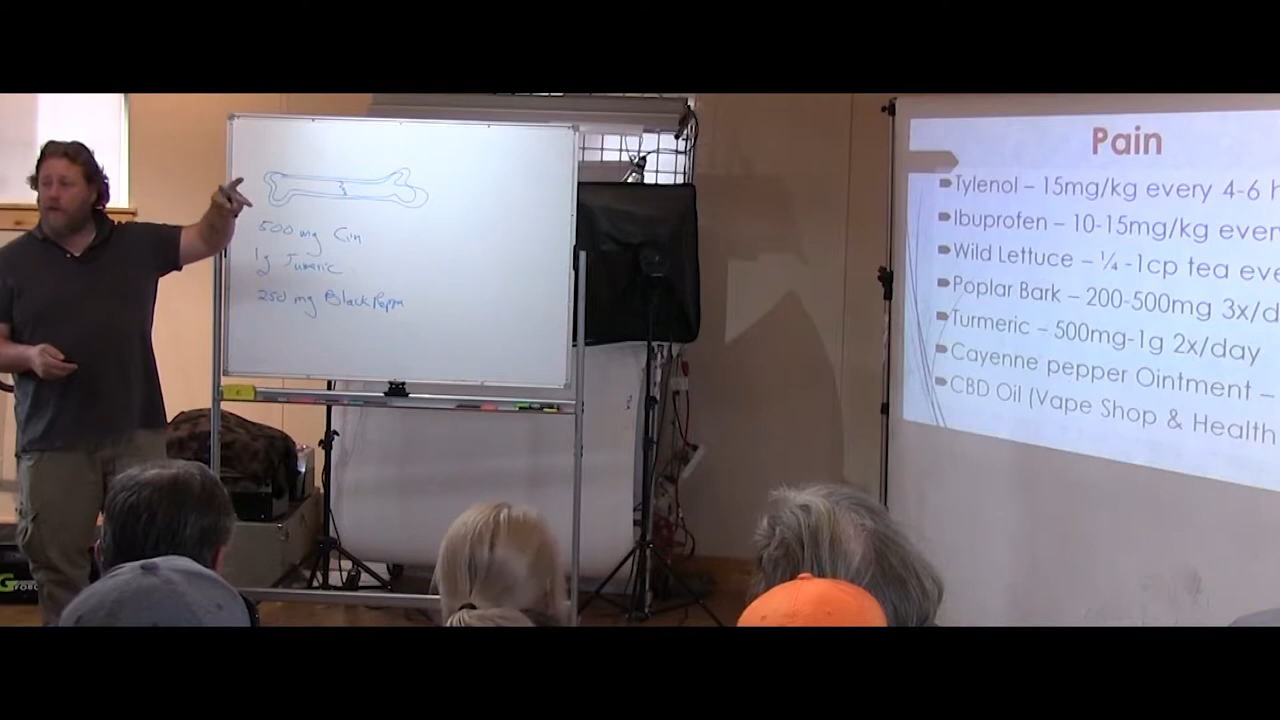 500 mg Cin
1g Tumeric
250 mg Black Peppe
Pain
Tylenol – 15mg/kg every 4-6 h
Ibuprofen – 10-15mg/kg ever
Wild Lettuce – ¼ -1cp tea eve
Poplar Bark – 200-500mg 3x/d
Turmeric – 500mg-1g 2x/day
Cayenne pepper Ointment –
CBD Oil (Vape Shop & Health